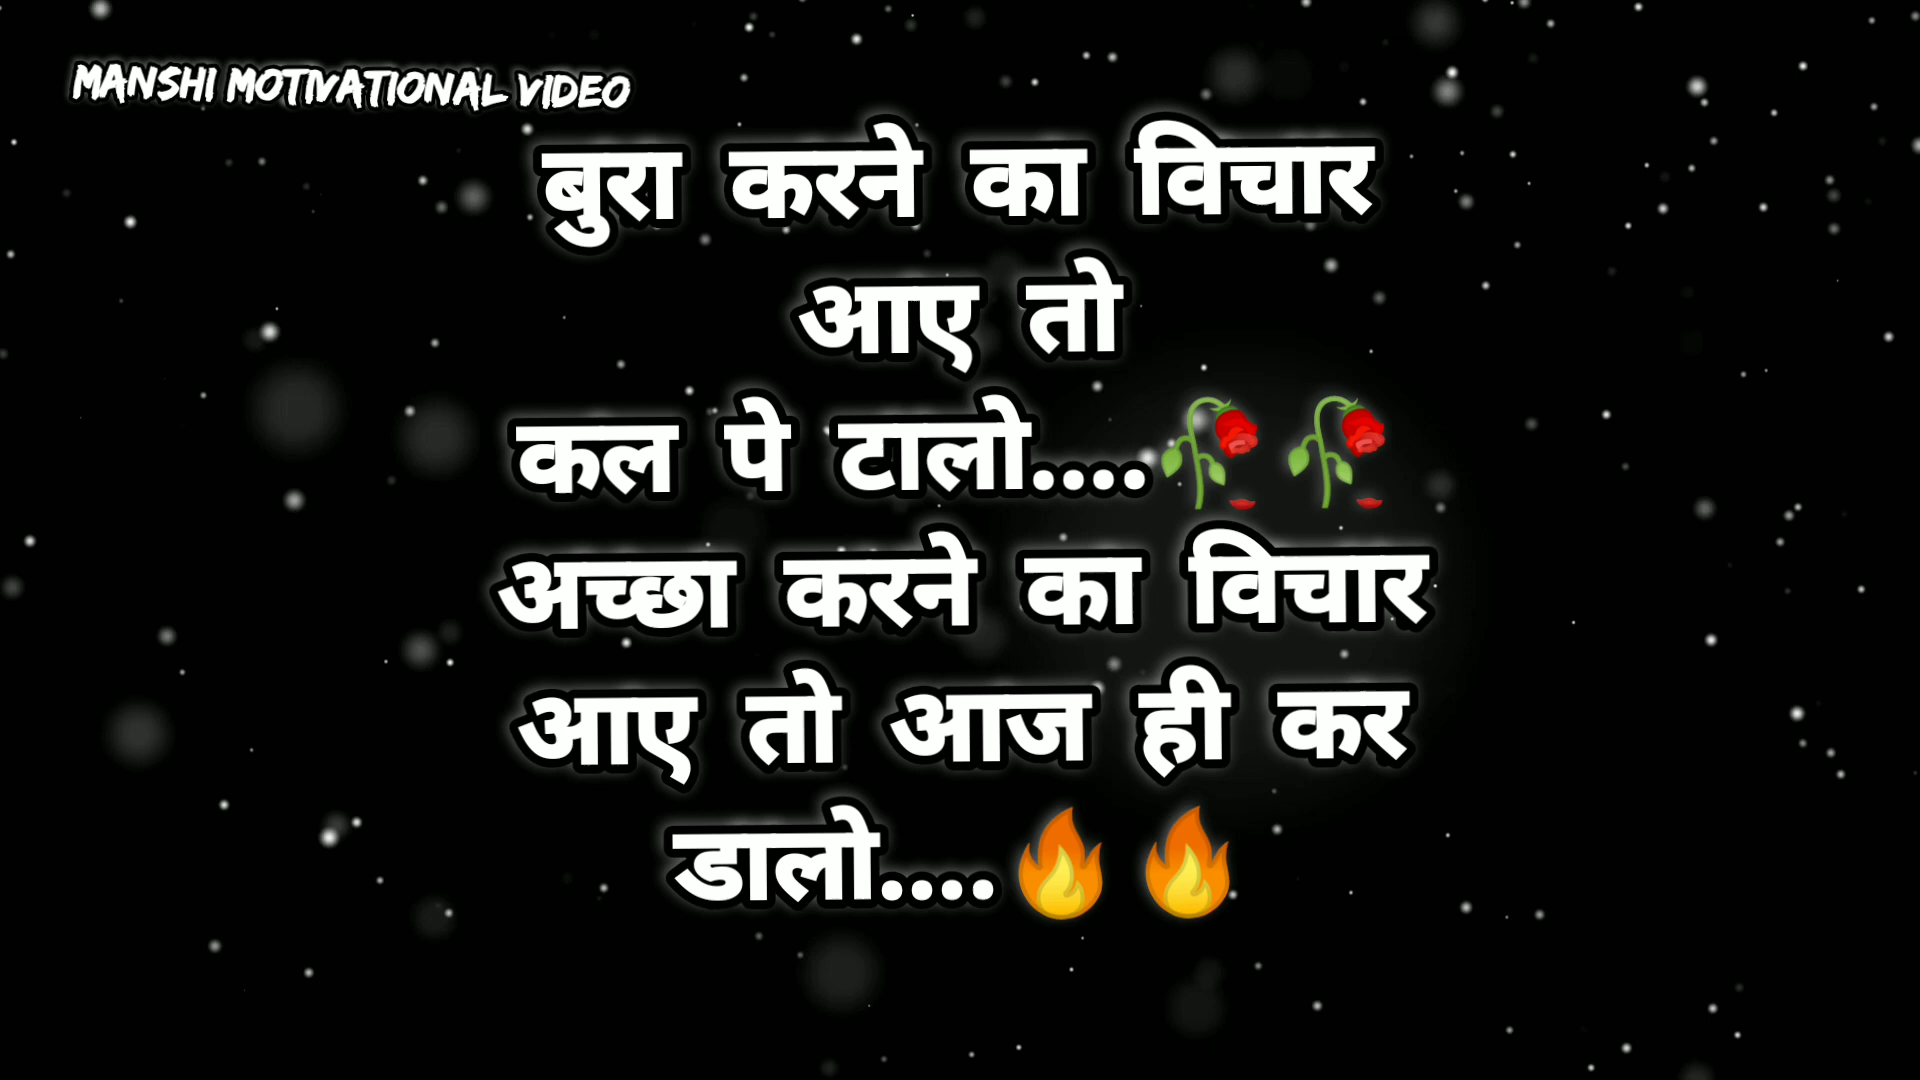 MANSHI MOTIVATIONAL VIDEO
बुरा करने का विचार
आए तो
कल पे टालो....🥀🥀
अच्छा करने का विचार
आए तो आज ही कर
डालो....🔥🔥